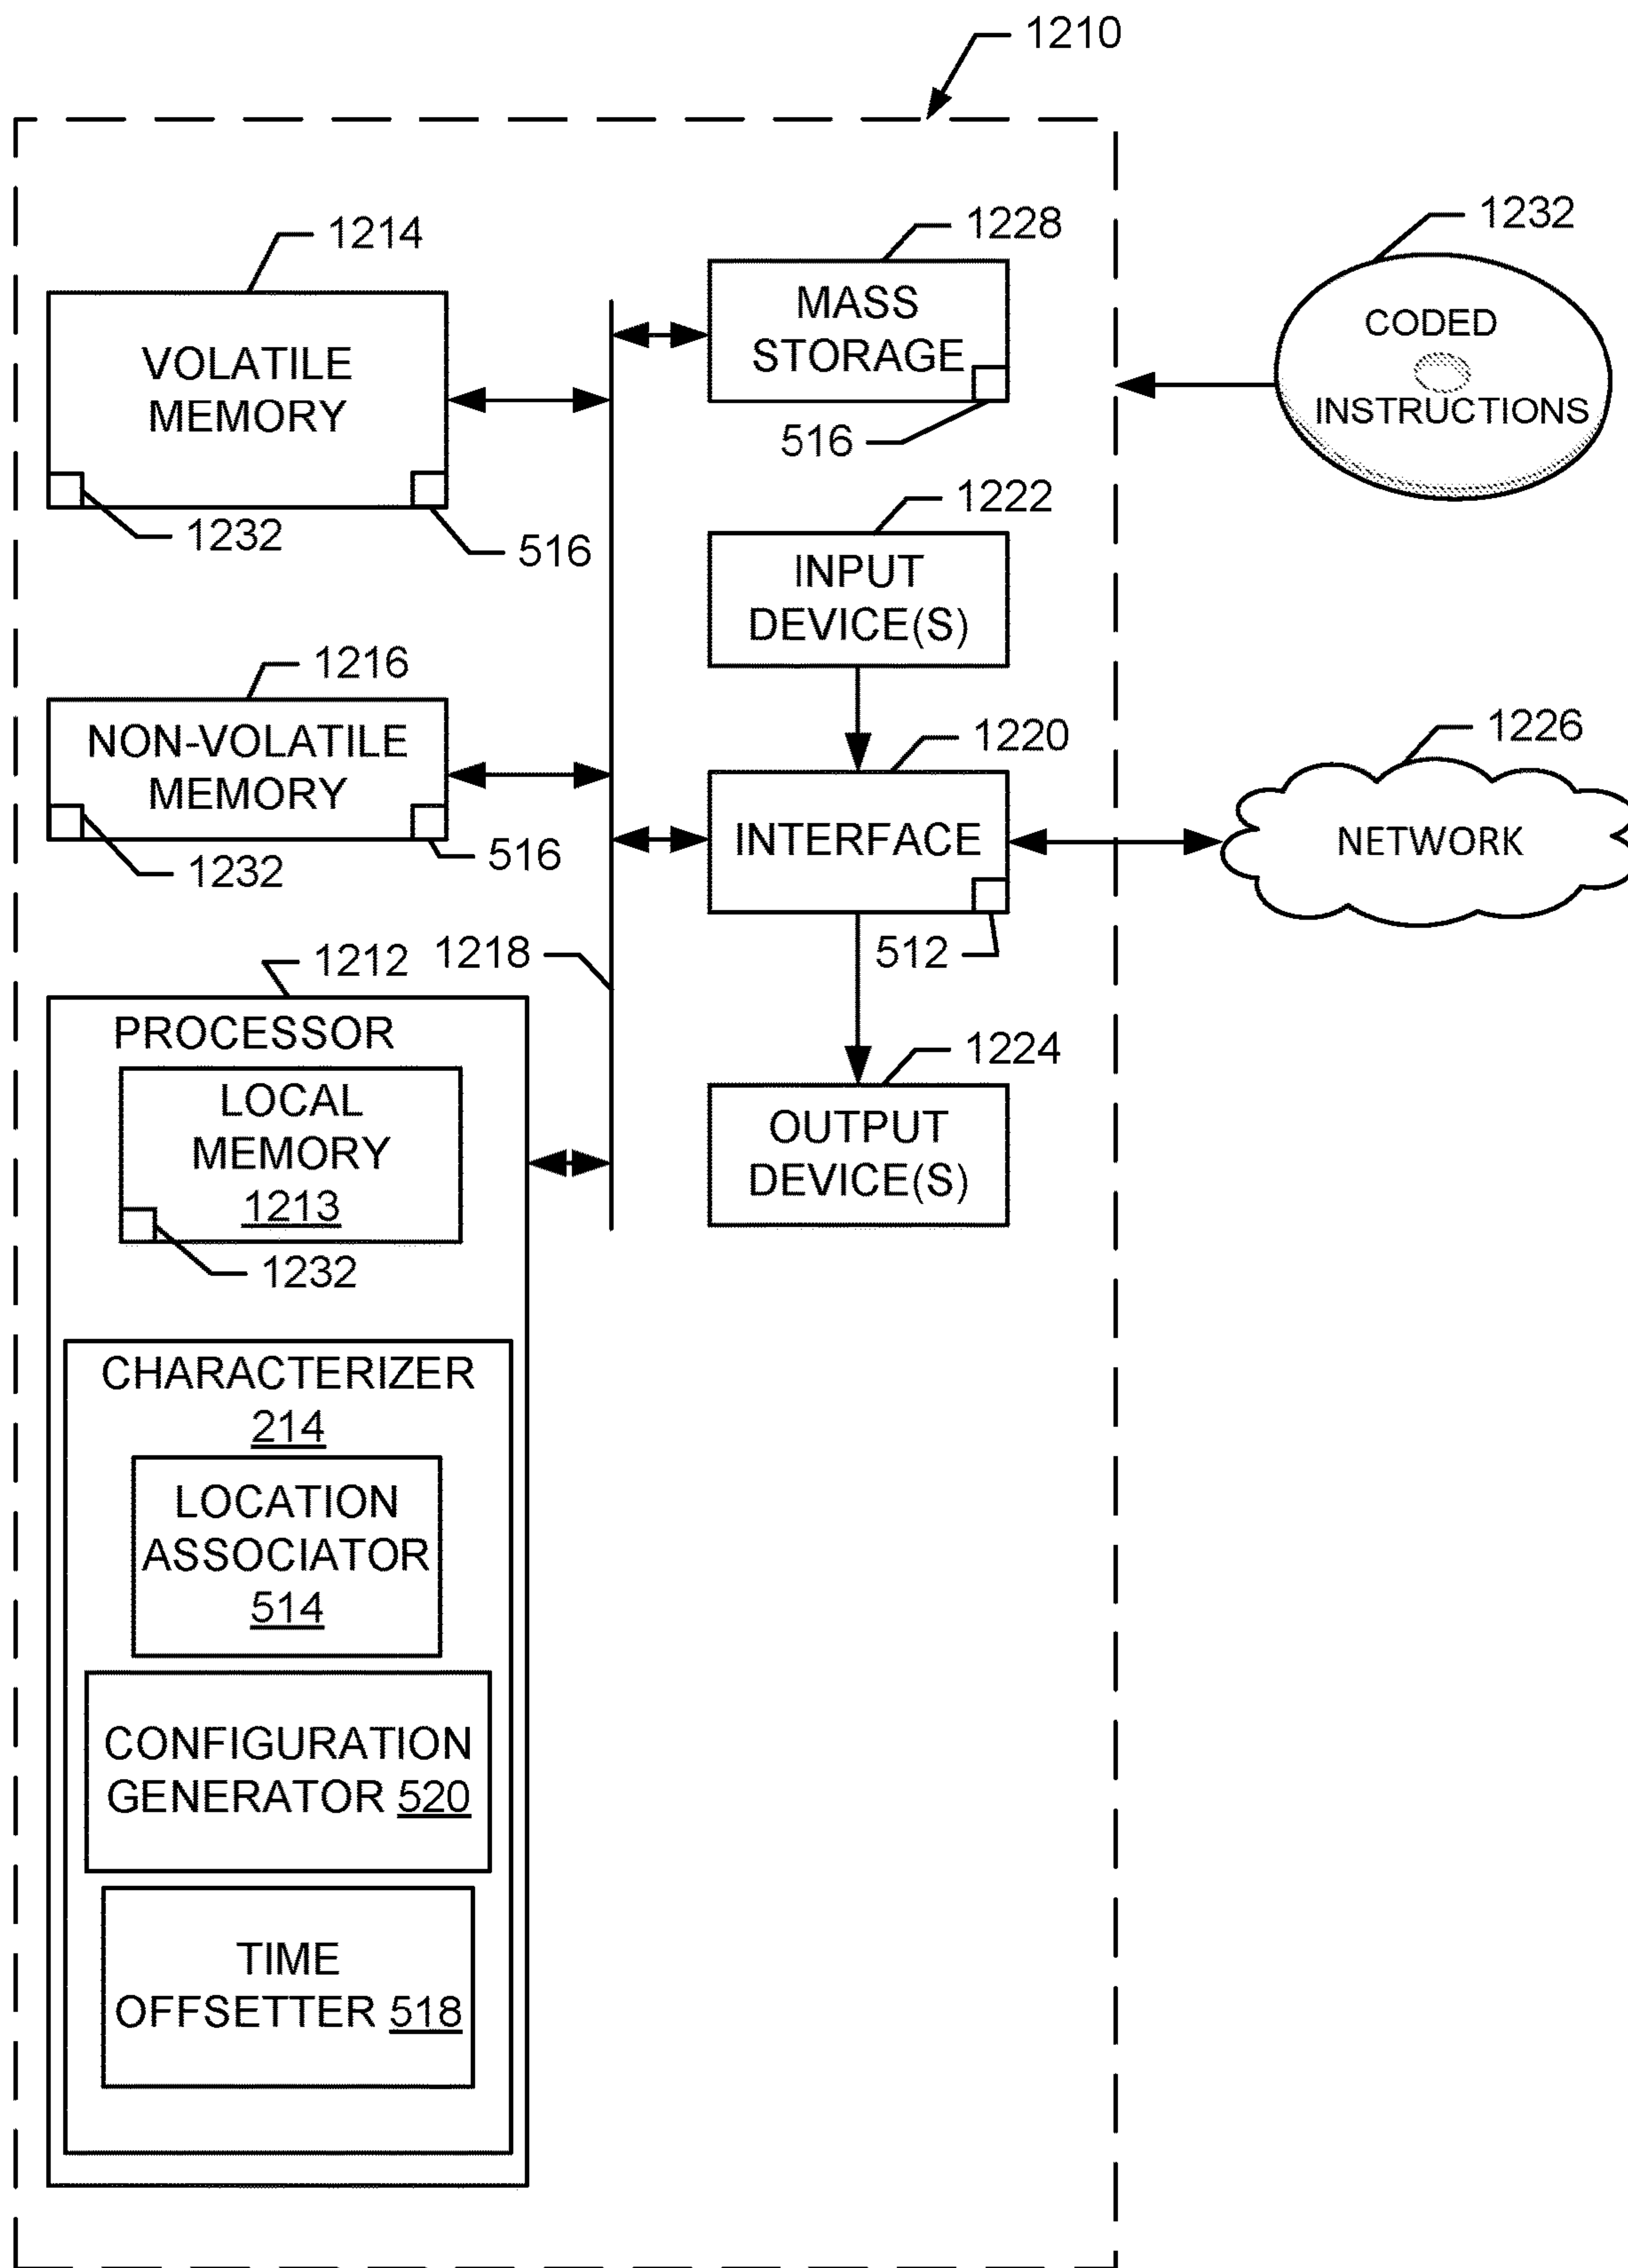 1210
1214
VOLATILE
MEMORY
1232
516
1228
MASS
STORAGE
516
1232
CODED
INSTRUCTIONS
1222
INPUT
DEVICE(S)
1216
NON-VOLATILE
MEMORY
1232
516
1220
INTERFACE
512
1226
NETWORK
1218
1224
OUTPUT
DEVICE(S)
1212
PROCESSOR
LOCAL
MEMORY
1213
1232
CHARACTERIZER
214
LOCATION
ASSOCIATOR
514
CONFIGURATION
GENERATOR 520
TIME
OFFSETTER 518